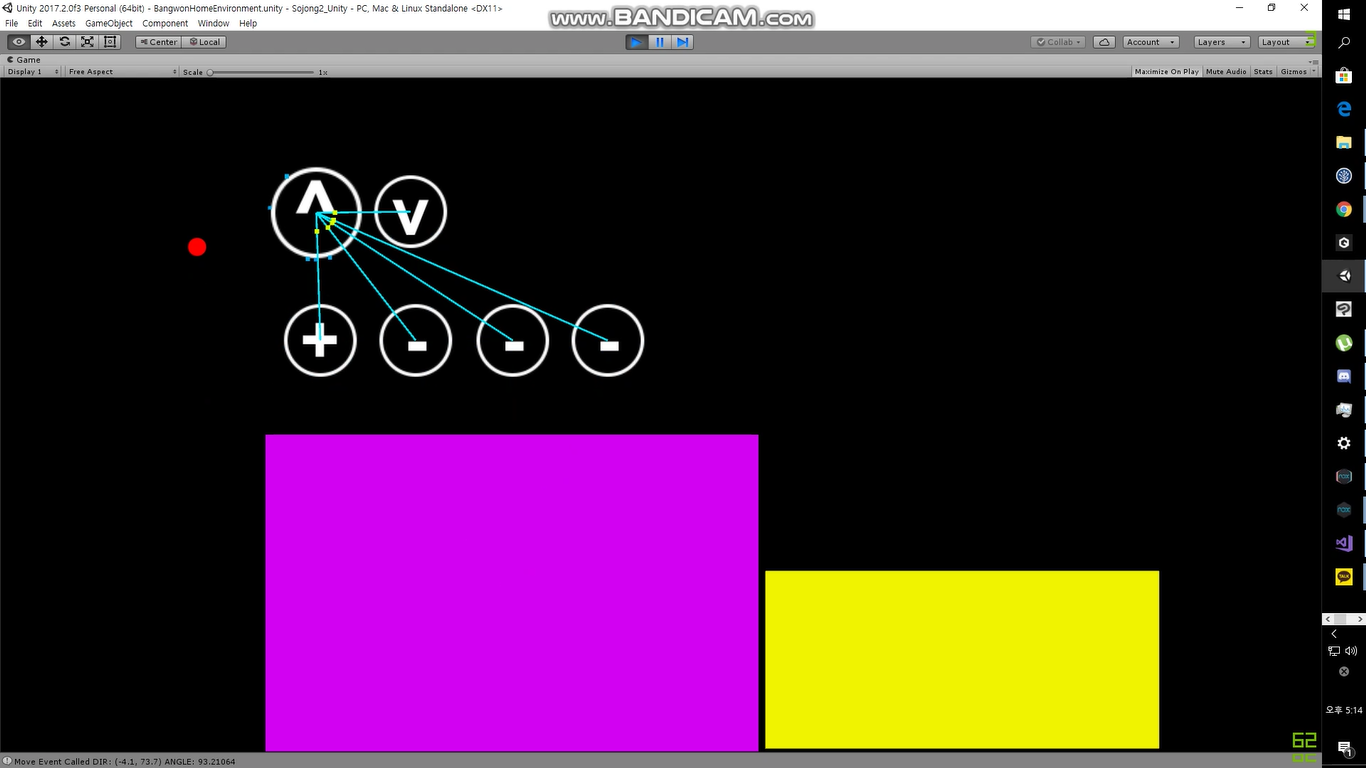 Unity 2017.2.0f3 Personal (64bit) - BangwonHomeEnvironment.unity - Sojong2_Unity - PC, Mac & Linux Standalone <DX11>
www.BANDICAM.com
File Edit Assets GameObject Component Window Help
Center Local Collab Account Layers Layout
Game
Display 1 Free Aspect Scale 1x Maximize On Play Mute Audio Stats Gizmos
ʌ v
+ - - -
TALK
오후 5:14
62
Move Event Called DIR: (-4.1, 73.7) ANGLE: 93.21064
1